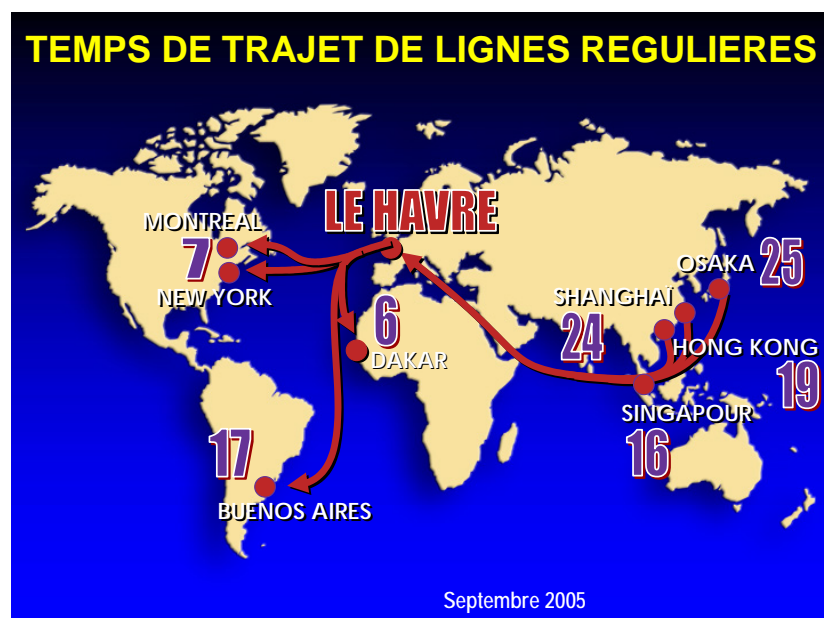 TEMPS DE TRAJET DE LIGNES REGULIERES
LE HAVRE
MONTREAL
7
NEW YORK
OSAKA 25
SHANGHAÏ
24
6
DAKAR
HONG KONG
19
SINGAPOUR
16
17
BUENOS AIRES
Septembre 2005